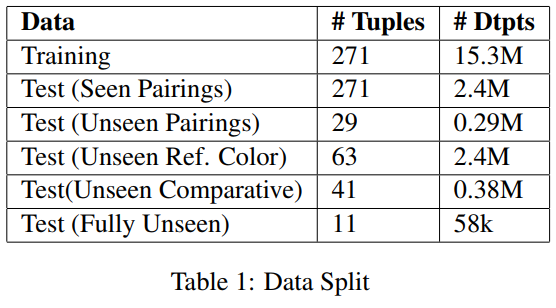 Data # Tuples # Dtpts
Training 271 15.3M
Test (Seen Pairings) 271 2.4M
Test (Unseen Pairings) 29 0.29M
Test (Unseen Ref. Color) 63 2.4M
Test(Unseen Comparative) 41 0.38M
Test (Fully Unseen) 11 58k
Table 1: Data Split